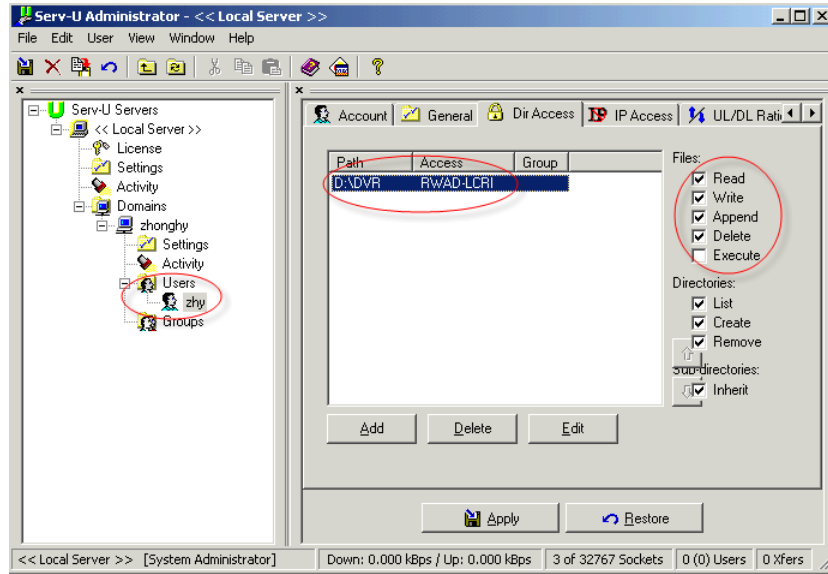 Serv-U Administrator - << Local Server >>
File Edit User View Window Help
Serv-U Servers
<< Local Server >>
License
Settings
Activity
Domains
zhonghy
Settings
Activity
Users
zhy
Groups
Account General Dir Access IP Access UL/DL Rati
Path Access Group
D:\DVR RWAD-LCRI
Files:
Read
Write
Append
Delete
Execute
Directories:
List
Create
Remove
Sub-directories:
Inherit
Add Delete Edit
Apply Restore
<< Local Server >> [System Administrator] Down: 0.000 kBps / Up: 0.000 kBps 3 of 32767 Sockets 0 (0) Users 0 Xfers